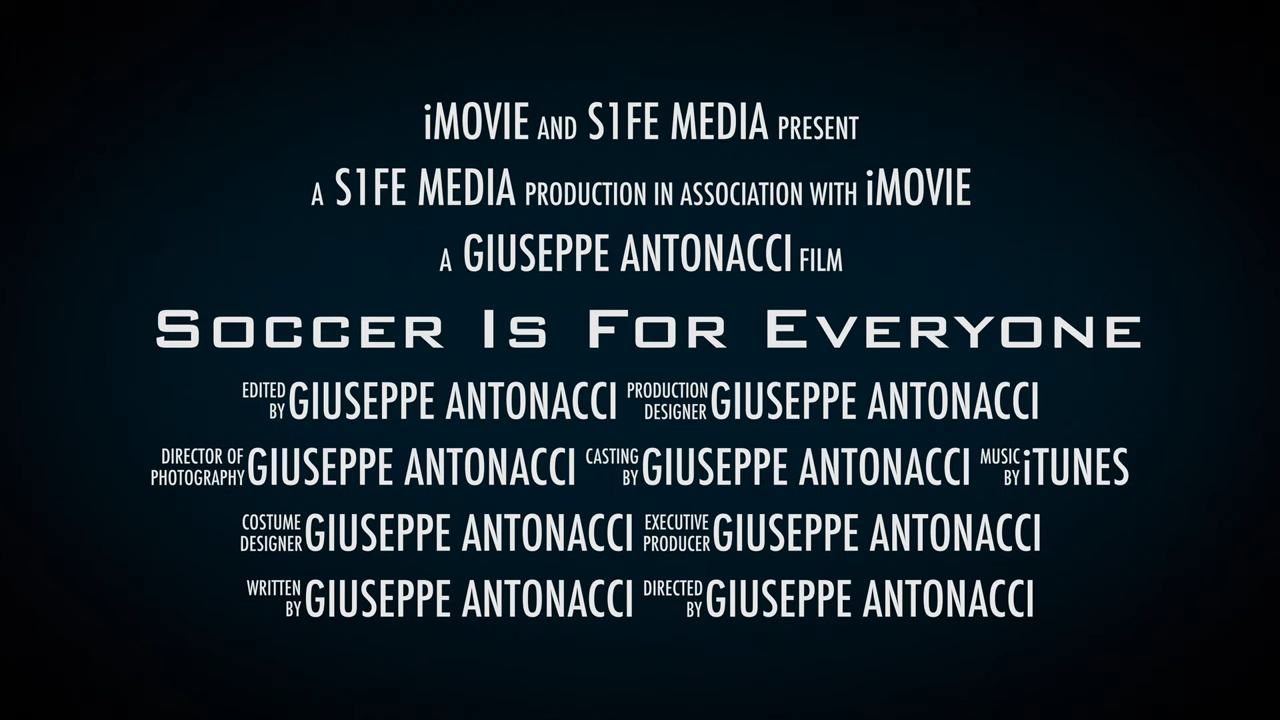 iMOVIE AND S1FE MEDIA PRESENT
A S1FE MEDIA PRODUCTION IN ASSOCIATION WITH iMOVIE
A GIUSEPPE ANTONACCI FILM
SOCCER IS FOR EVERYONE
EDITED BY GIUSEPPE ANTONACCI PRODUCTION DESIGNER GIUSEPPE ANTONACCI
DIRECTOR OF PHOTOGRAPHY GIUSEPPE ANTONACCI CASTING BY GIUSEPPE ANTONACCI MUSIC BY iTUNES
COSTUME DESIGNER GIUSEPPE ANTONACCI EXECUTIVE PRODUCER GIUSEPPE ANTONACCI
WRITTEN BY GIUSEPPE ANTONACCI DIRECTED BY GIUSEPPE ANTONACCI